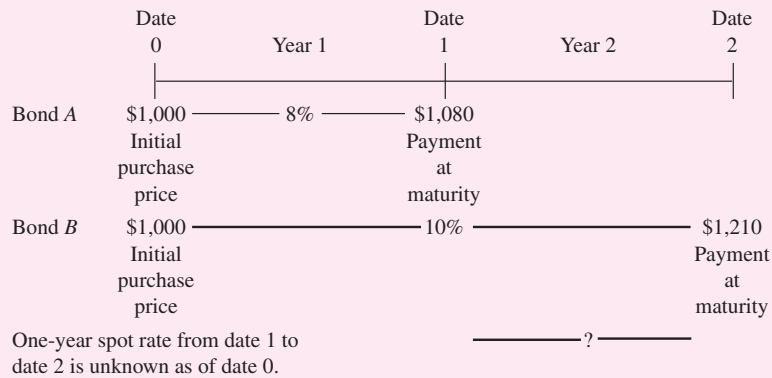 Date Date Date
0 Year 1 1 Year 2 2
Bond A $1,000 8% $1,080
Initial Payment
purchase at
price maturity
Bond B $1,000 10% $1,210
Initial Payment
purchase at
price maturity
One-year spot rate from date 1 to ?
date 2 is unknown as of date 0.